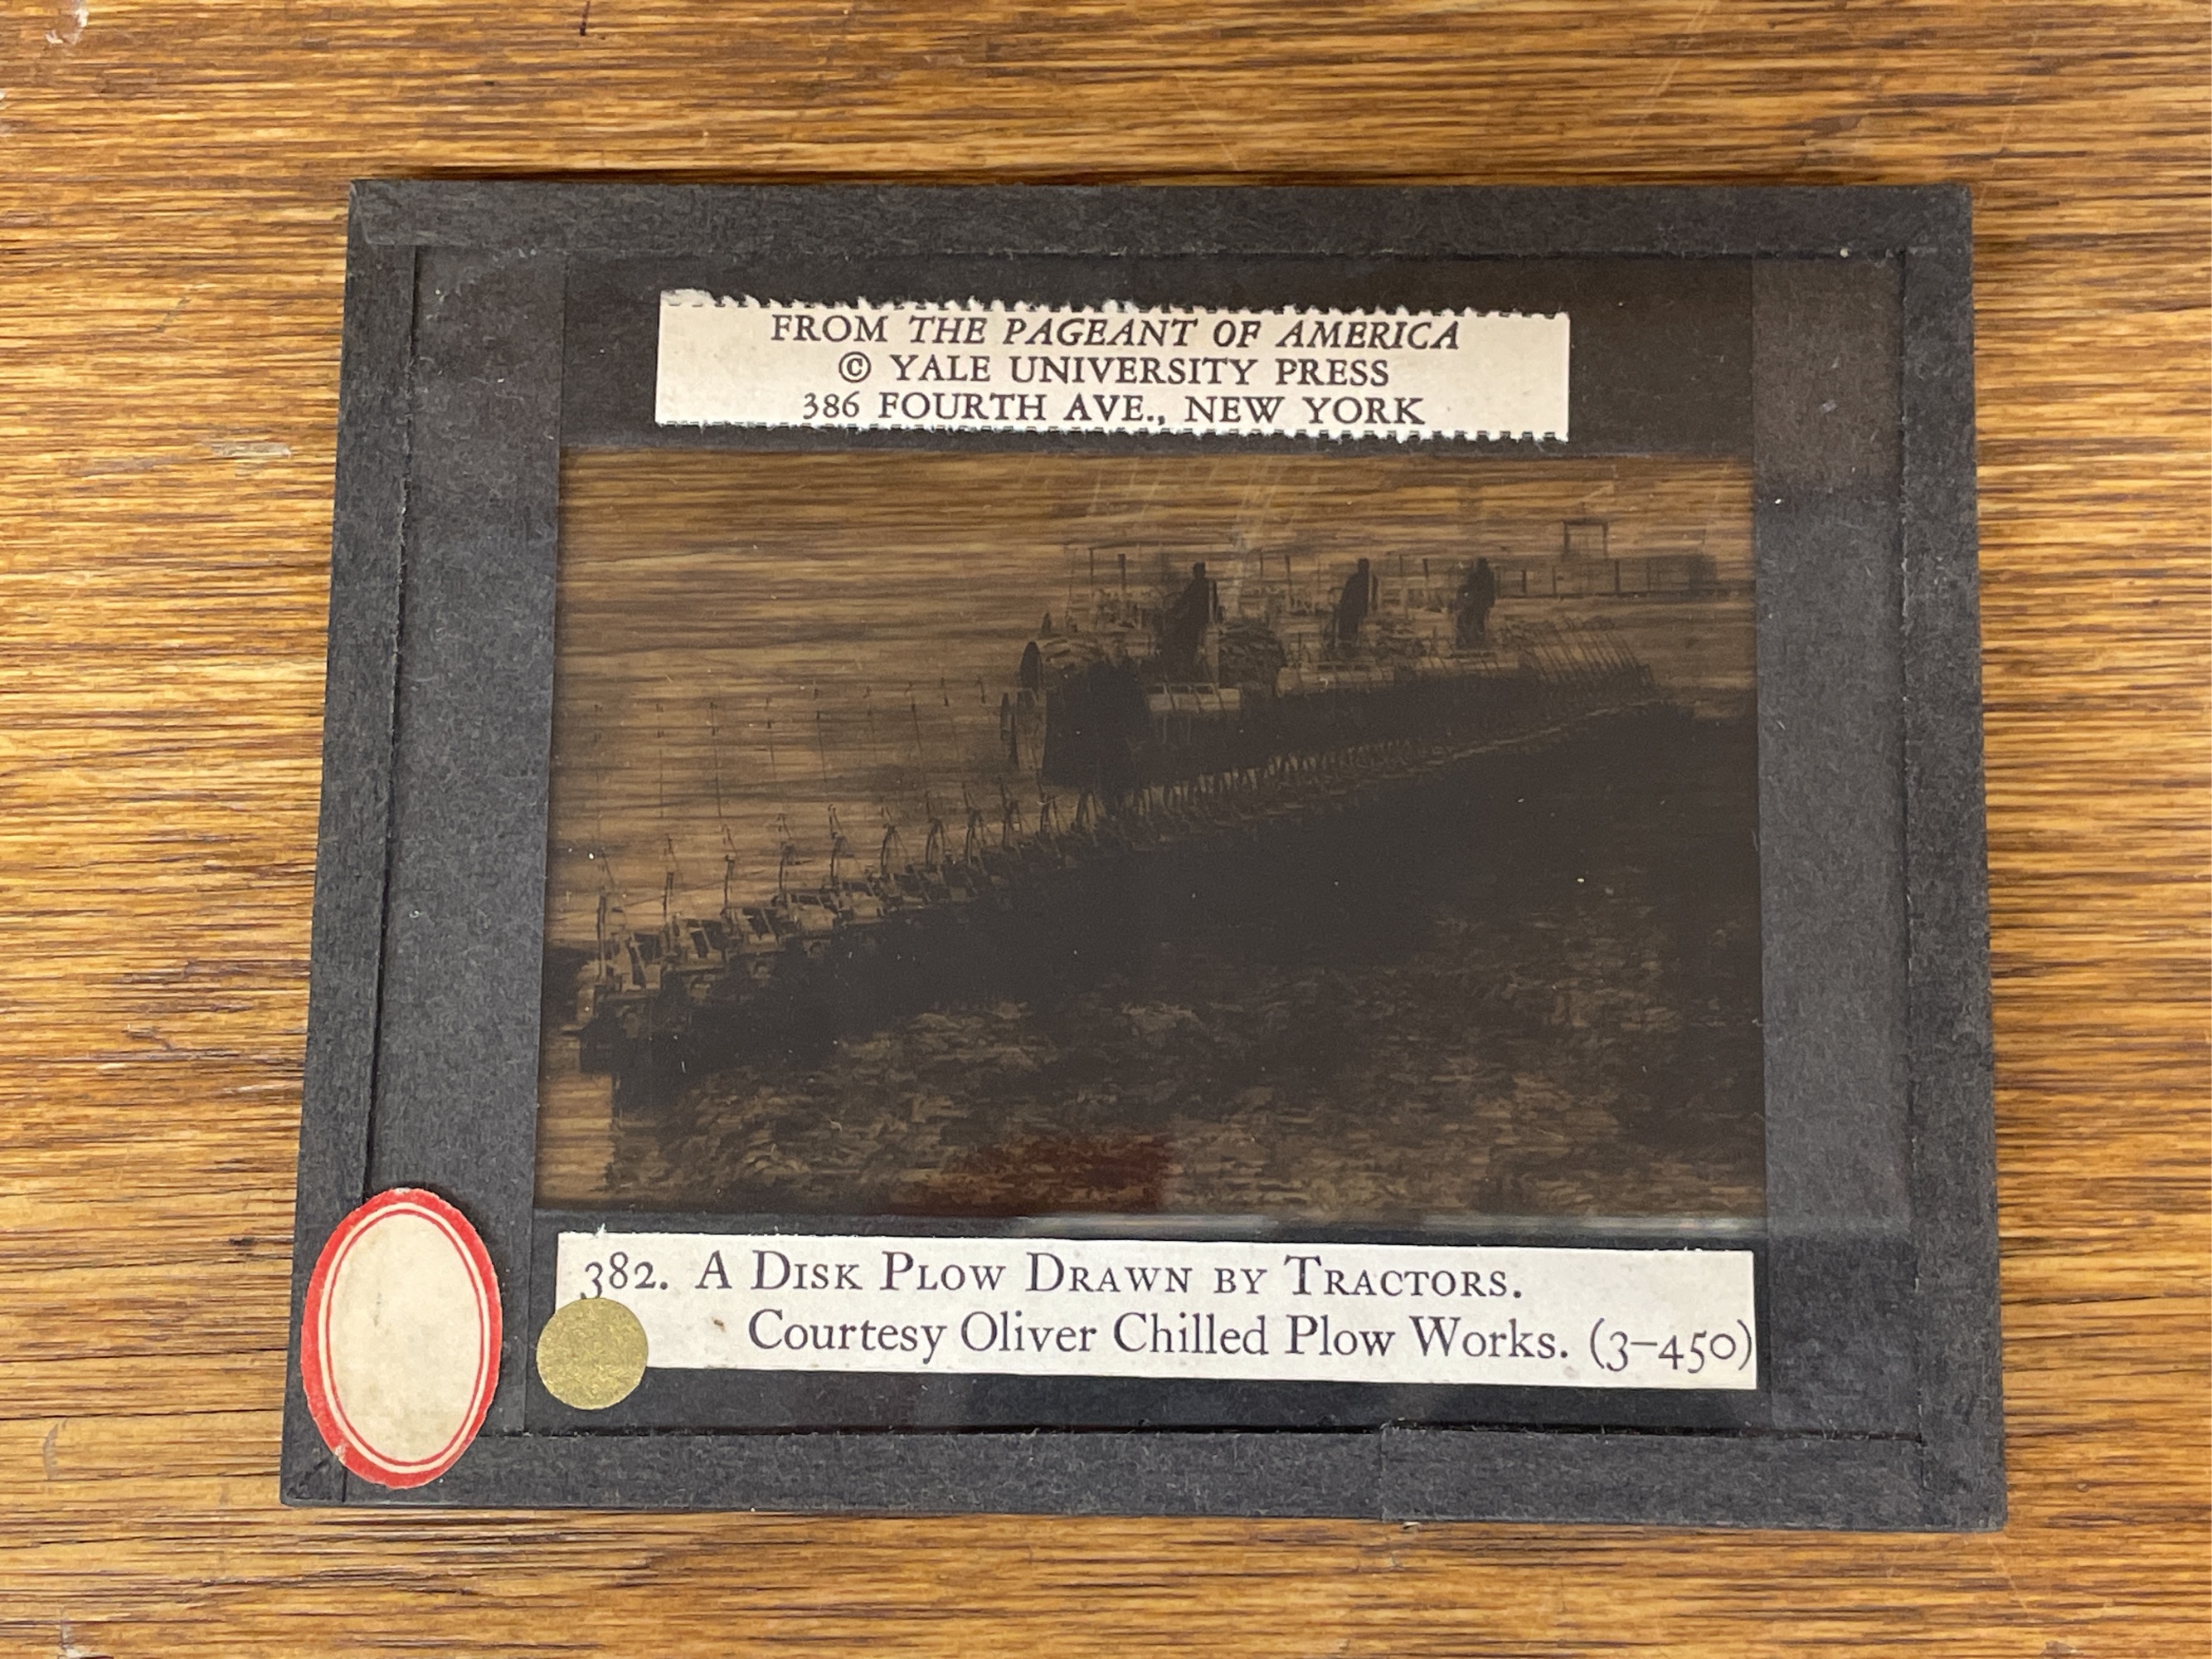 FROM THE PAGEANT OF AMERICA
© YALE UNIVERSITY PRESS
386 FOURTH AVE., NEW YORK
382. A DISK PLOW DRAWN BY TRACTORS.
Courtesy Oliver Chilled Plow Works. (3–450)